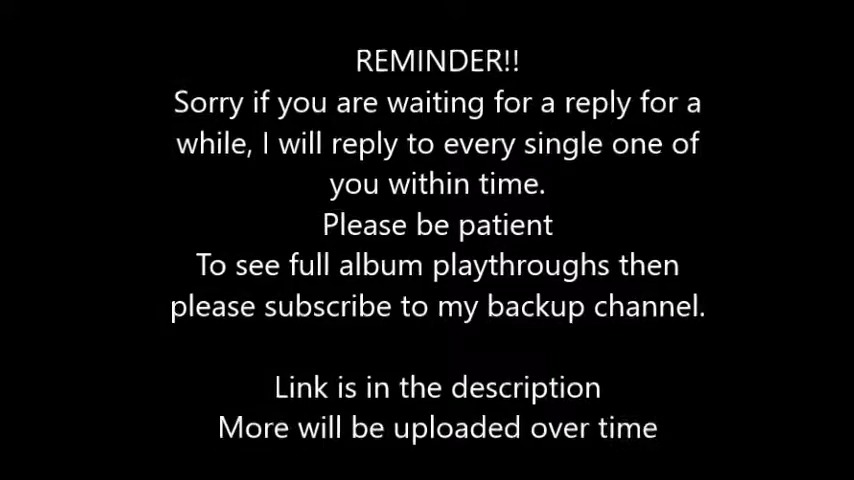 REMINDER!!
Sorry if you are waiting for a reply for a
while, I will reply to every single one of
you within time.
Please be patient
To see full album playthroughs then
please subscribe to my backup channel.
Link is in the description
More will be uploaded over time